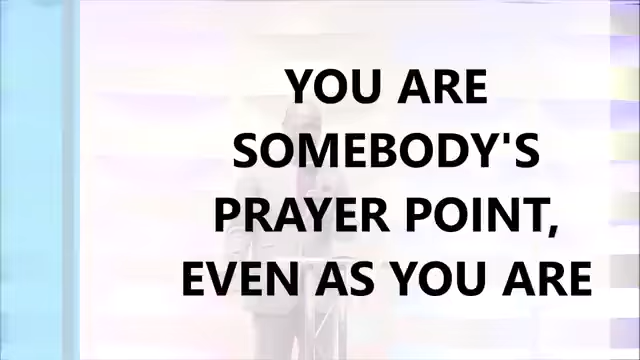 YOU ARE
SOMEBODY'S
PRAYER POINT,
EVEN AS YOU ARE